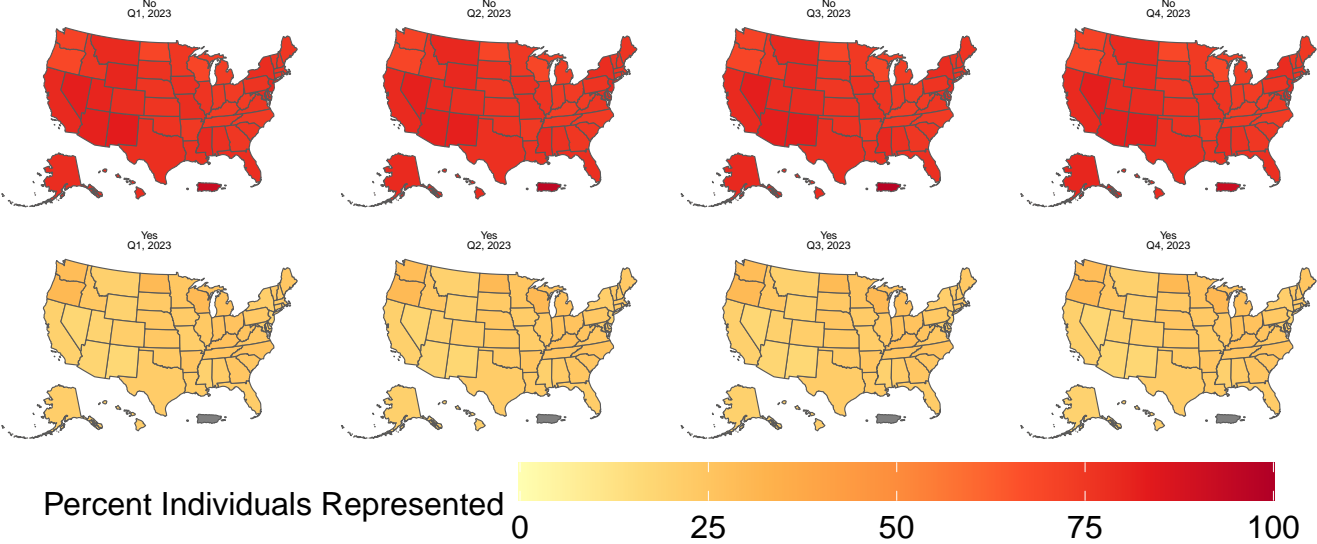 No
Q1, 2023
No
Q2, 2023
No
Q3, 2023
No
Q4, 2023
Yes
Q1, 2023
Yes
Q2, 2023
Yes
Q3, 2023
Yes
Q4, 2023
Percent Individuals Represented
0 25 50 75 100